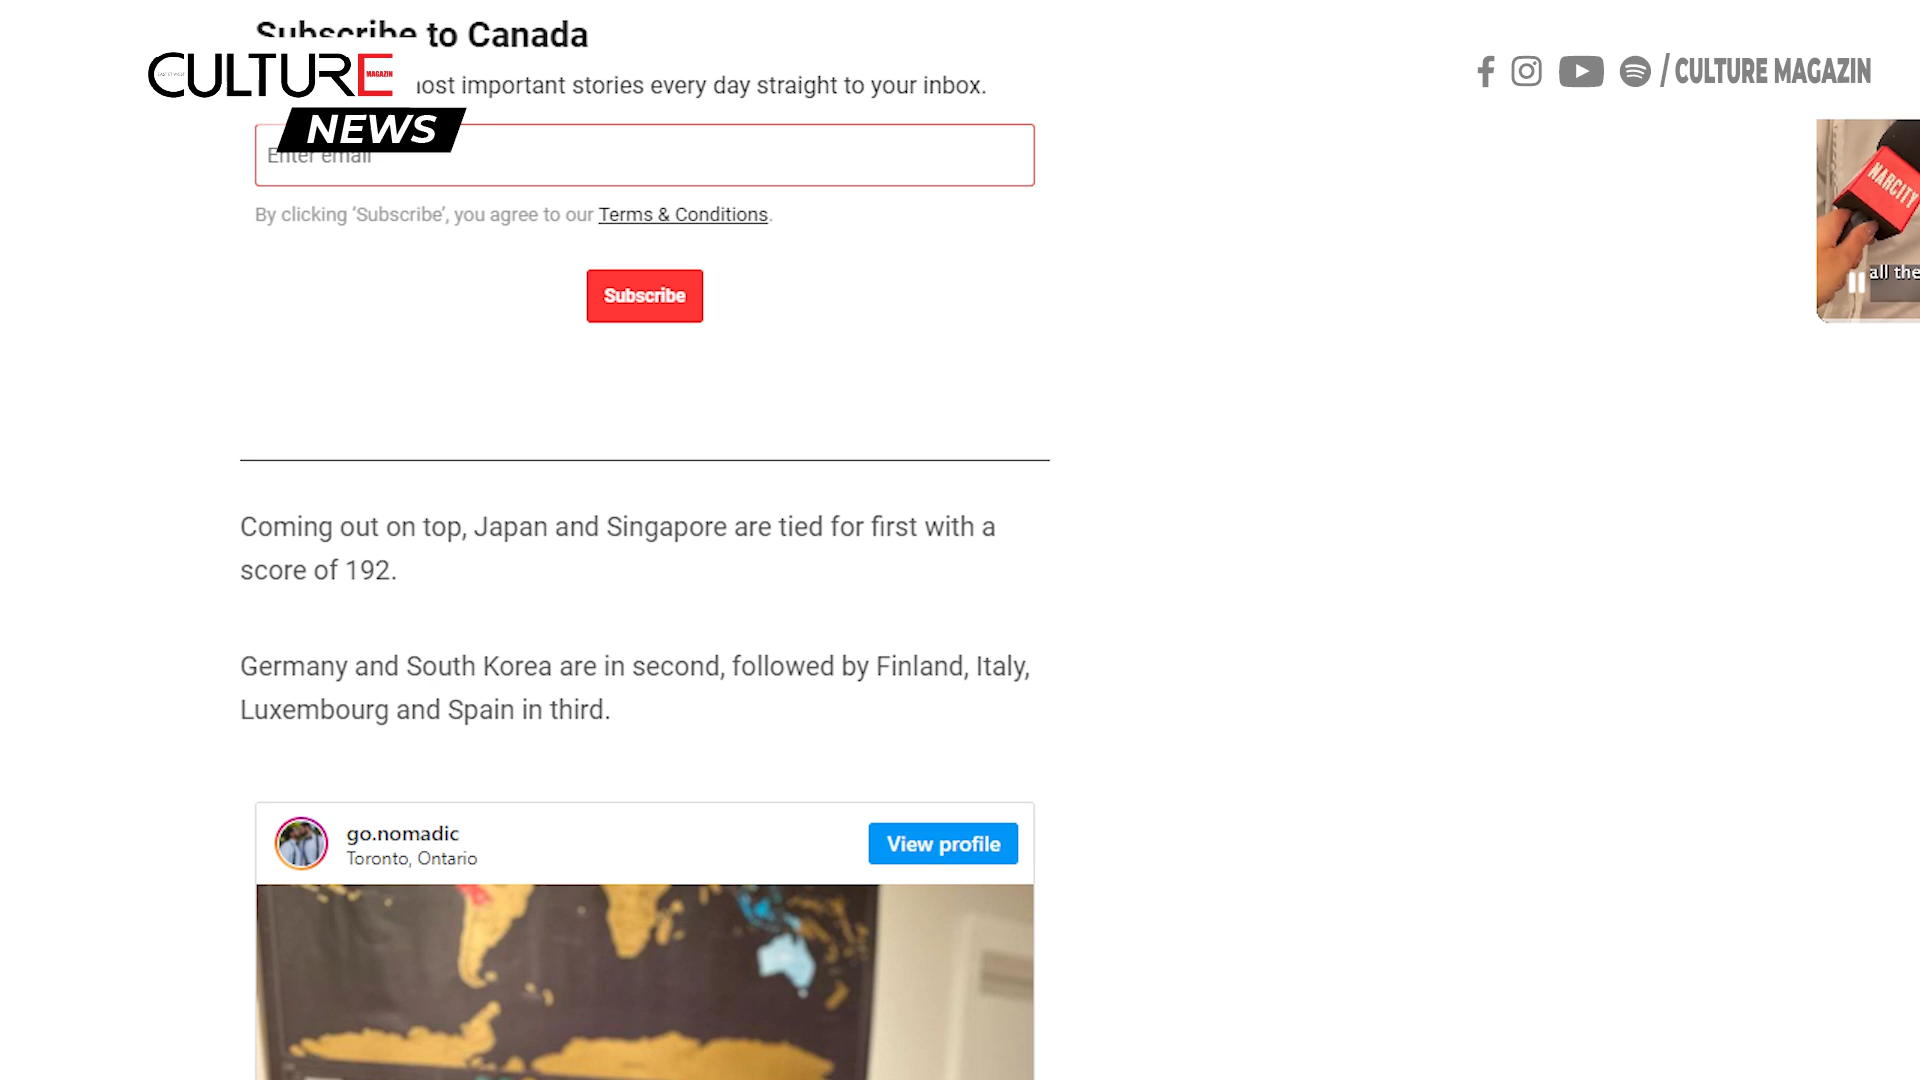 Subscribe to Canada
CULTURE
MAGAZIN
NEWS
most important stories every day straight to your inbox.
Enter email
By clicking ‘Subscribe’, you agree to our Terms & Conditions.
Subscribe
/ CULTURE MAGAZIN
NARCITY
all the
Coming out on top, Japan and Singapore are tied for first with a
score of 192.
Germany and South Korea are in second, followed by Finland, Italy,
Luxembourg and Spain in third.
go.nomadic
Toronto, Ontario
View profile